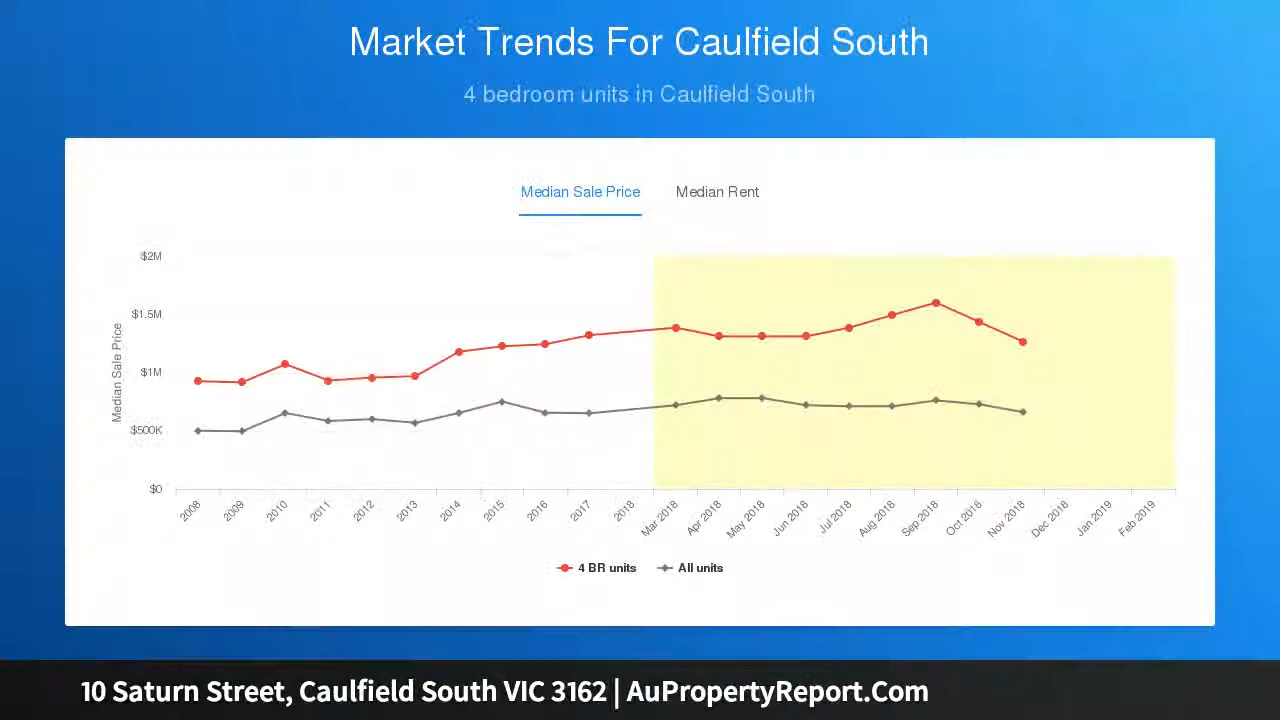 Market Trends For Caulfield South
4 bedroom units in Caulfield South
Median Sale Price Median Rent
$2M
$1.5M
$1M
$500K
$0
Median Sale Price
2008 2009 2010 2011 2012 2013 2014 2015 2016 2017 2018 Mar 2018 Apr 2018 May 2018 Jun 2018 Jul 2018 Aug 2018 Sep 2018 Oct 2018 Nov 2018 Dec 2018 Jan 2019 Feb 2019
4 BR units All units
10 Saturn Street, Caulfield South VIC 3162 | AuPropertyReport.Com